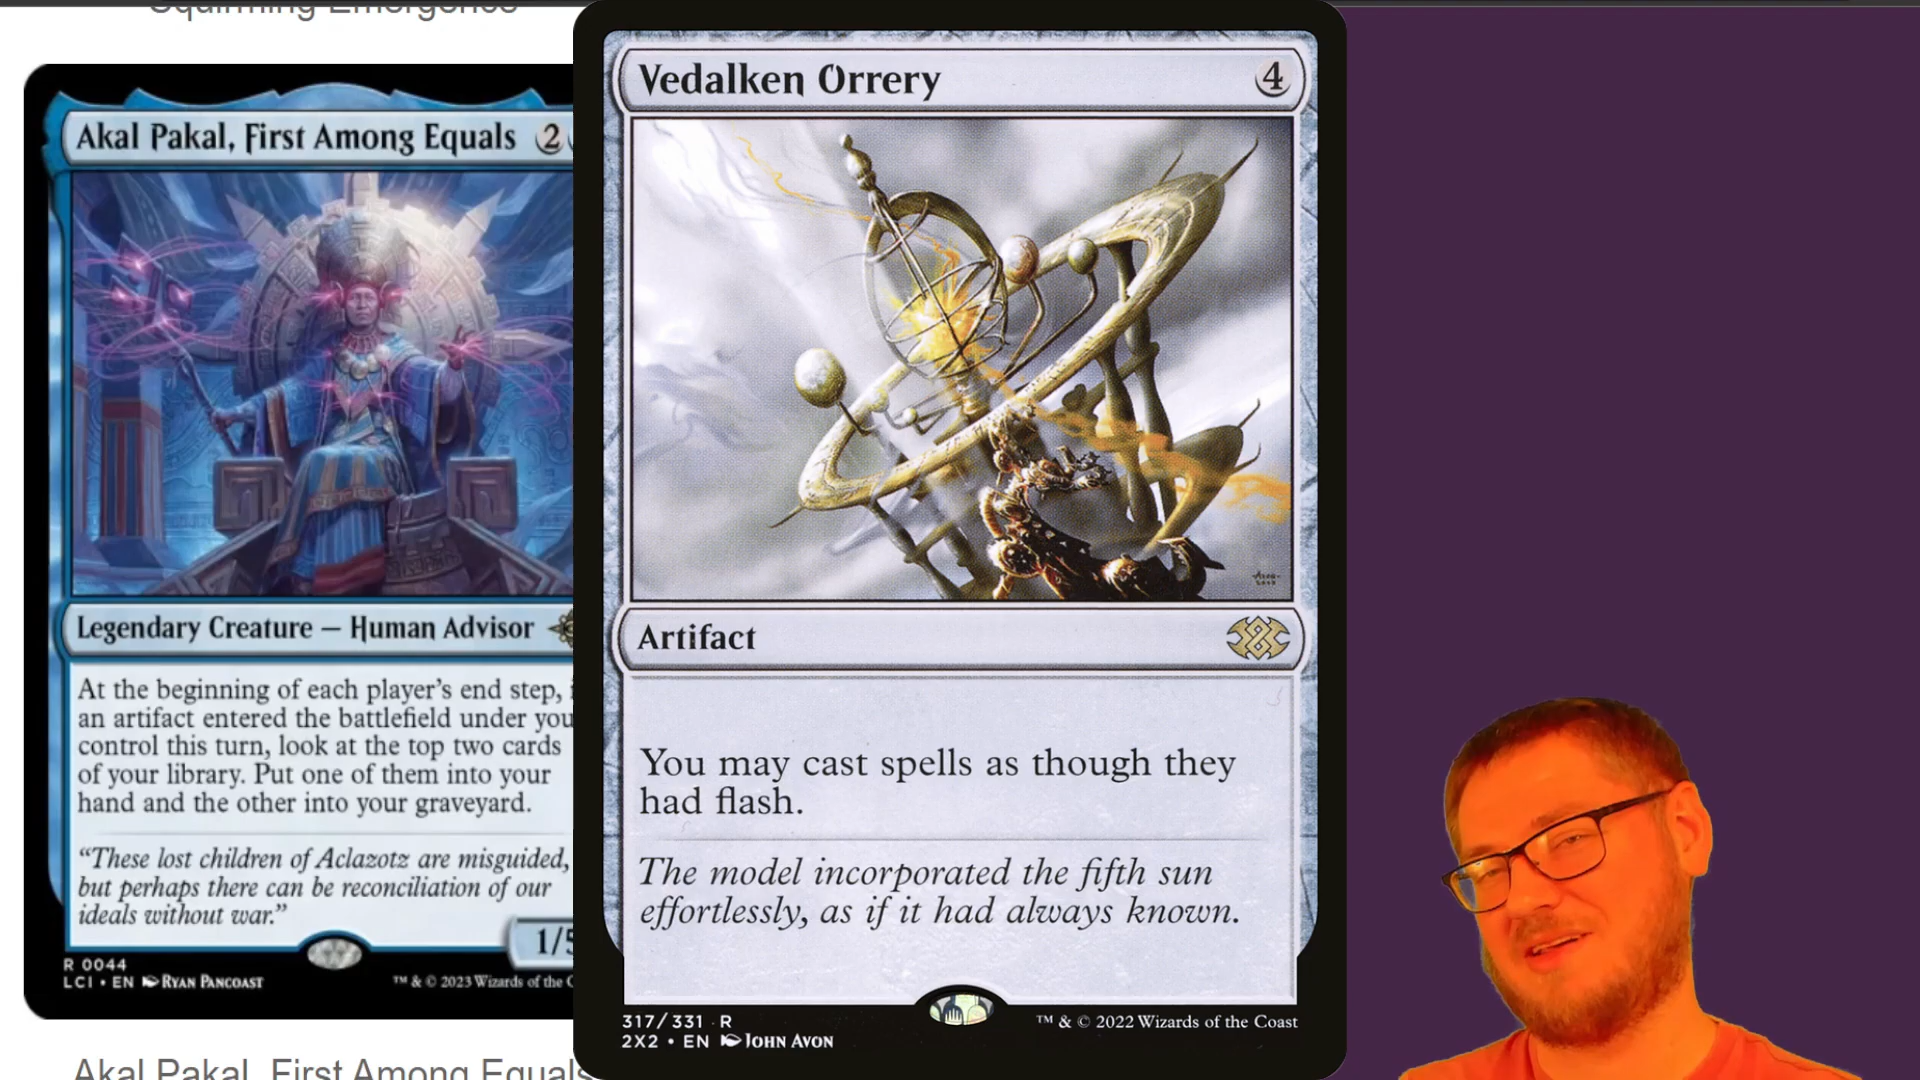 Squirming Emergence
Akal Pakal, First Among Equals 2
Legendary Creature — Human Advisor
At the beginning of each player's end step,
an artifact entered the battlefield under you
control this turn, look at the top two cards
of your library. Put one of them into your
hand and the other into your graveyard.
“These lost children of Aclazotz are misguided,
but perhaps there can be reconciliation of our
ideals without war.”
1/5
R 0044
LCI • EN RYAN PANCOAST
™ & © 2023 Wizards of the C
Akal Pakal, First Among Equals
Vedalken Orrery 4
Artifact
You may cast spells as though they
had flash.
The model incorporated the fifth sun
effortlessly, as if it had always known.
317/331 R
2X2 • EN JOHN AVON
™ & © 2022 Wizards of the Coast